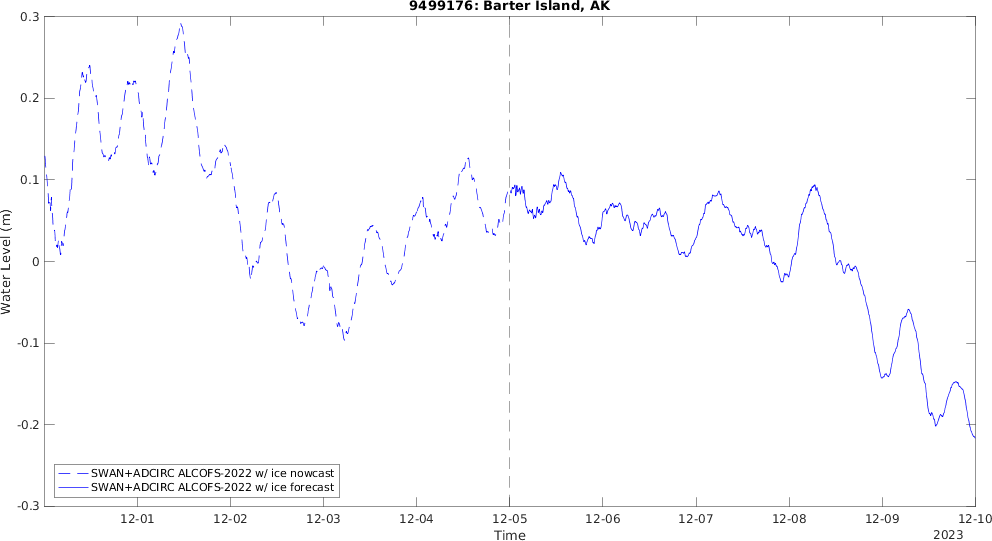 9499176: Barter Island, AK
0.3
0.2
0.1
0
-0.1
-0.2
-0.3
Water Level (m)
SWAN+ADCIRC ALCOFS-2022 w/ ice nowcast
SWAN+ADCIRC ALCOFS-2022 w/ ice forecast
12-01 12-02 12-03 12-04 12-05 12-06 12-07 12-08 12-09 12-10
Time
2023